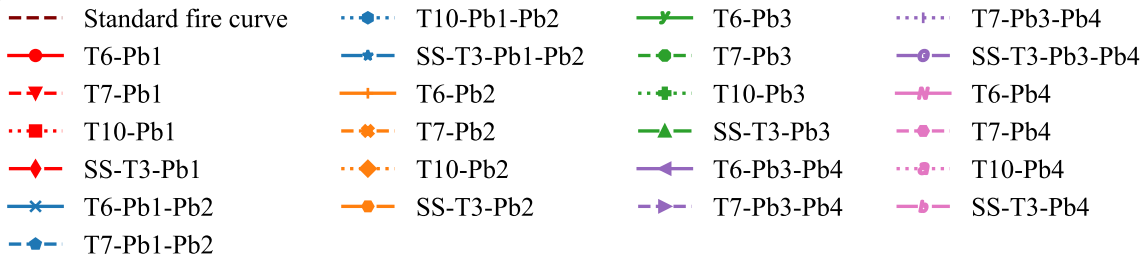 Standard fire curve
T6-Pb1
T7-Pb1
T10-Pb1
SS-T3-Pb1
T6-Pb1-Pb2
T7-Pb1-Pb2
T10-Pb1-Pb2
SS-T3-Pb1-Pb2
T6-Pb2
T7-Pb2
T10-Pb2
SS-T3-Pb2
T6-Pb3
T7-Pb3
T10-Pb3
SS-T3-Pb3
T6-Pb3-Pb4
T7-Pb3-Pb4
T7-Pb3-Pb4
SS-T3-Pb3-Pb4
T6-Pb4
T7-Pb4
T10-Pb4
SS-T3-Pb4